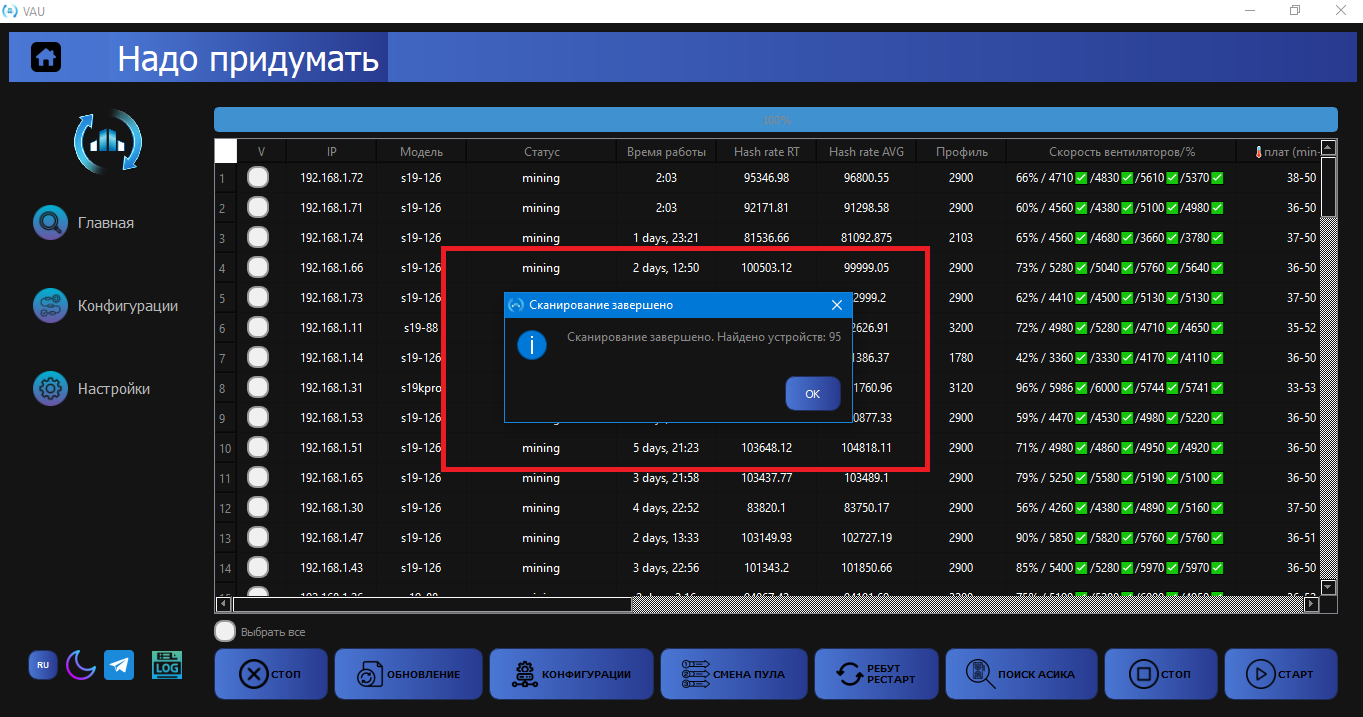 VAU
Надо придумать
100%
V IP Модель Статус Время работы Hash rate RT Hash rate AVG Профиль Скорость вентиляторов/% плат (min-
1 192.168.1.72 s19-126 mining 2:03 95346.98 96800.55 2900 66% / 4710 ✅/4830 ✅/5610 ✅/5370 ✅ 38-50
2 192.168.1.71 s19-126 mining 2:03 92171.81 91298.58 2900 60% / 4560 ✅/4380 ✅/5100 ✅/4980 ✅ 36-50
3 192.168.1.74 s19-126 mining 1 days, 23:21 81536.66 81092.875 2103 65% / 4560 ✅/4680 ✅/3660 ✅/3780 ✅ 37-50
4 192.168.1.66 s19-126 mining 2 days, 12:50 100503.12 99999.05 2900 73% / 5280 ✅/5040 ✅/5760 ✅/5640 ✅ 36-50
5 192.168.1.73 s19-126 2999.2 2900 62% / 4410 ✅/4500 ✅/5130 ✅/5130 ✅ 37-50
6 192.168.1.11 s19-88 2626.91 3200 72% / 4980 ✅/5280 ✅/4710 ✅/4650 ✅ 35-52
7 192.168.1.14 s19-126 1386.37 1780 42% / 3360 ✅/3330 ✅/4170 ✅/4110 ✅ 36-50
8 192.168.1.31 s19kpro 1760.96 3120 96% / 5986 ✅/6000 ✅/5744 ✅/5741 ✅ 33-53
9 192.168.1.53 s19-126 0877.33 2900 59% / 4470 ✅/4530 ✅/4980 ✅/5220 ✅ 36-50
10 192.168.1.51 s19-126 mining 5 days, 21:23 103648.12 104818.11 2900 71% / 4980 ✅/4860 ✅/4950 ✅/4920 ✅ 36-50
11 192.168.1.65 s19-126 mining 3 days, 21:58 103437.77 103489.1 2900 79% / 5250 ✅/5580 ✅/5190 ✅/5100 ✅ 36-50
12 192.168.1.30 s19-126 mining 4 days, 22:52 83820.1 83750.17 2900 56% / 4260 ✅/4380 ✅/4890 ✅/5160 ✅ 37-50
13 192.168.1.47 s19-126 mining 2 days, 13:33 103149.93 102727.19 2900 90% / 5850 ✅/5820 ✅/5760 ✅/5760 ✅ 36-51
14 192.168.1.43 s19-126 mining 3 days, 22:56 101343.2 101850.66 2900 85% / 5400 ✅/5280 ✅/5970 ✅/5970 ✅ 36-50
Сканирование завершено
Сканирование завершено. Найдено устройств: 95
OK
Главная
Конфигурации
Настройки
Выбрать все
RU
LOG
СТОП
ОБНОВЛЕНИЕ
КОНФИГУРАЦИИ
СМЕНА ПУЛА
РЕБУТ
РЕСТАРТ
ПОИСК АСИКА
СТОП
СТАРТ